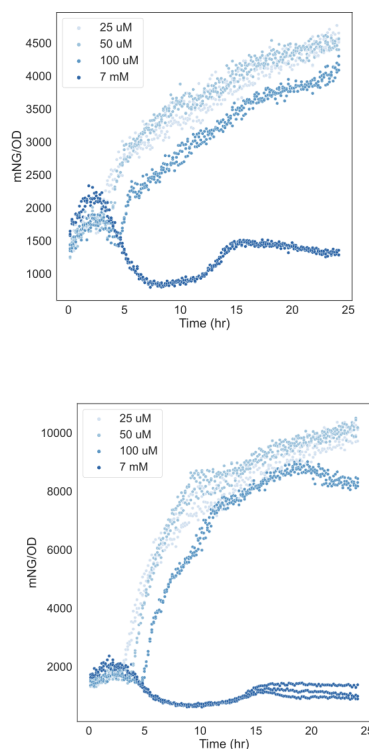 25 uM
50 uM
100 uM
7 mM
4500
4000
3500
3000
2500
2000
1500
1000
mNG/OD
0 5 10 15 20 25
Time (hr)
25 uM
50 uM
100 uM
7 mM
10000
8000
6000
4000
2000
mNG/OD
0 5 10 15 20 25
Time (hr)